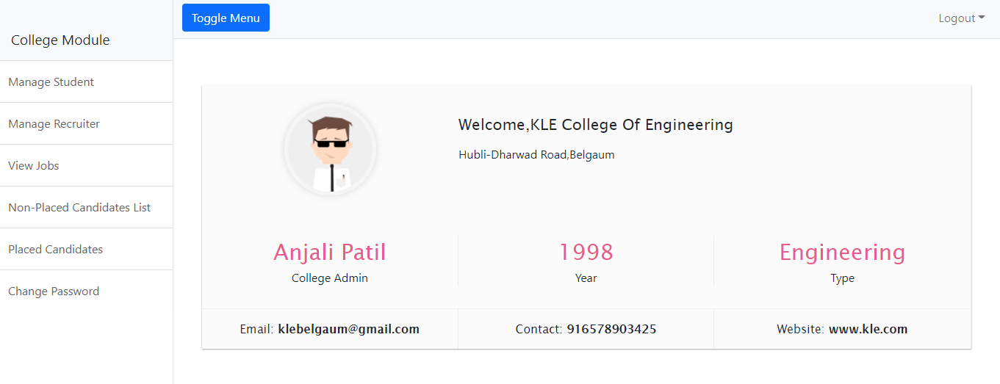 College Module
Manage Student
Manage Recruiter
View Jobs
Non-Placed Candidates List
Placed Candidates
Change Password
Toggle Menu
Logout
Welcome,KLE College Of Engineering
Hubli-Dharwad Road,Belgaum
Anjali Patil
College Admin
1998
Year
Engineering
Type
Email: klebelgaum@gmail.com
Contact: 916578903425
Website: www.kle.com